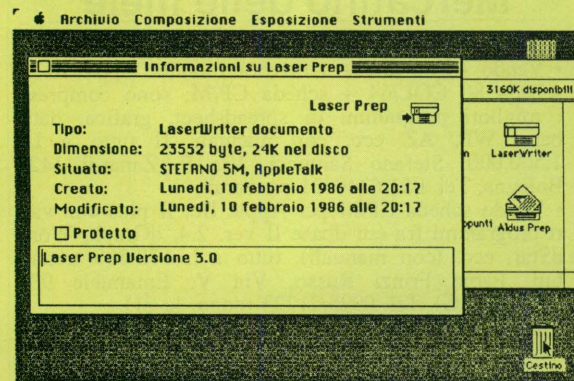 Archivio Composizione Esposizione Strumenti
Informazioni su Laser Prep
Laser Prep
Tipo: LaserWriter documento
Dimensione: 23552 byte, 24K nel disco
Situato: STEFANO 5M, AppleTalk
Creato: Lunedì, 10 febbraio 1986 alle 20:17
Modificato: Lunedì, 10 febbraio 1986 alle 20:17
Protetto
Laser Prep Versione 3.0
3160K disponibili
LaserWriter
Aldus Prep
Cestino